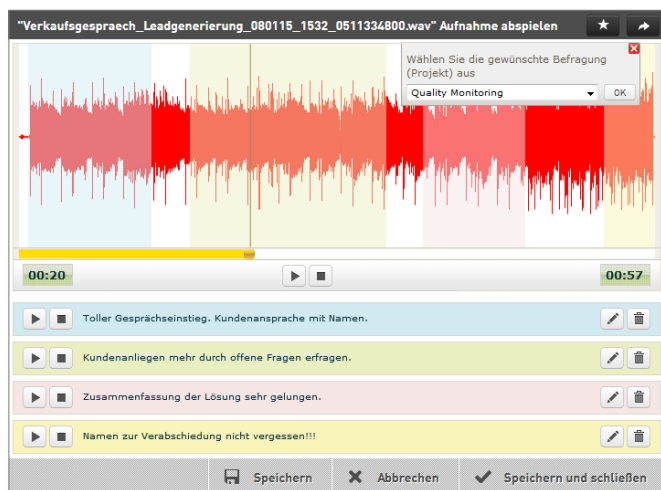 "Verkaufsgespraech_Leadgenerierung_080115_1532_0511334800.wav" Aufnahme abspielen
Wählen Sie die gewünschte Befragung
(Projekt) aus
Quality Monitoring
OK
00:20
00:57
Toller Gesprächseinstieg. Kundenansprache mit Namen.
Kundenanliegen mehr durch offene Fragen erfragen.
Zusammenfassung der Lösung sehr gelungen.
Namen zur Verabschiedung nicht vergessen!!!
Speichern Abbrechen Speichern und schließen